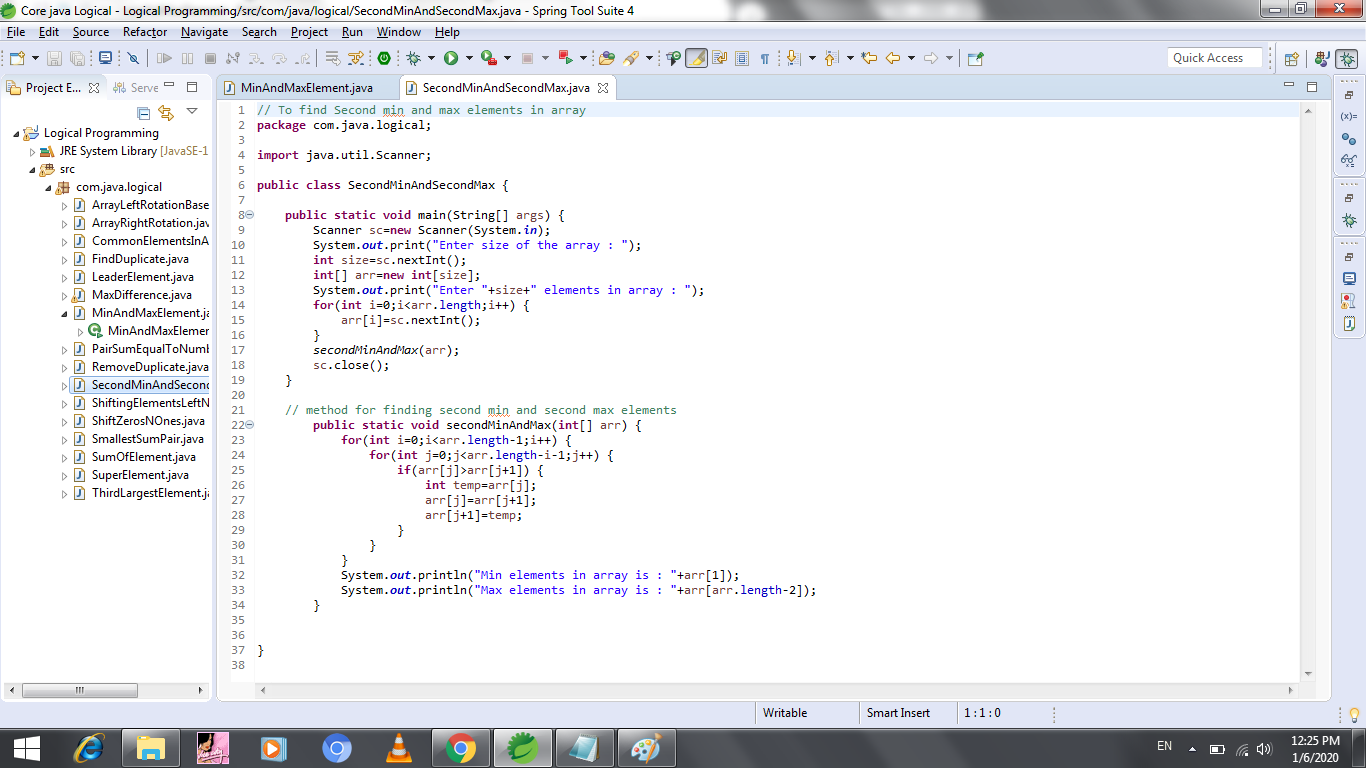 Core java Logical - Logical Programming/src/com/java/logical/SecondMinAndSecondMax.java - Spring Tool Suite 4
File Edit Source Refactor Navigate Search Project Run Window Help
Quick Access
Project E...
Serve
MinAndMaxElement.java
SecondMinAndSecondMax.java
Logical Programming
JRE System Library [JavaSE-1
src
com.java.logical
ArrayLeftRotationBase
ArrayRightRotation.jav
CommonElementsInA
FindDuplicate.java
LeaderElement.java
MaxDifference.java
MinAndMaxElement.ja
MinAndMaxElemer
PairSumEqualToNumb
RemoveDuplicate.java
SecondMinAndSecond
ShiftingElementsLeftN
ShiftZerosNOnes.java
SmallestSumPair.java
SumOfElement.java
SuperElement.java
ThirdLargestElement.ja
1 // To find Second min and max elements in array
2 package com.java.logical;
3
4 import java.util.Scanner;
5
6 public class SecondMinAndSecondMax {
7
8 public static void main(String[] args) {
9 Scanner sc=new Scanner(System.in);
10 System.out.print("Enter size of the array : ");
11 int size=sc.nextInt();
12 int[] arr=new int[size];
13 System.out.print("Enter "+size+" elements in array : ");
14 for(int i=0;i<arr.length;i++) {
15 arr[i]=sc.nextInt();
16 }
17 secondMinAndMax(arr);
18 sc.close();
19 }
20
21 // method for finding second min and second max elements
22 public static void secondMinAndMax(int[] arr) {
23 for(int i=0;i<arr.length-1;i++) {
24 for(int j=0;j<arr.length-i-1;j++) {
25 if(arr[j]>arr[j+1]) {
26 int temp=arr[j];
27 arr[j]=arr[j+1];
28 arr[j+1]=temp;
29 }
30 }
31 }
32 System.out.println("Min elements in array is : "+arr[1]);
33 System.out.println("Max elements in array is : "+arr[arr.length-2]);
34 }
35
36
37 }
38
Writable
Smart Insert
1 : 1 : 0
EN
12:25 PM
1/6/2020